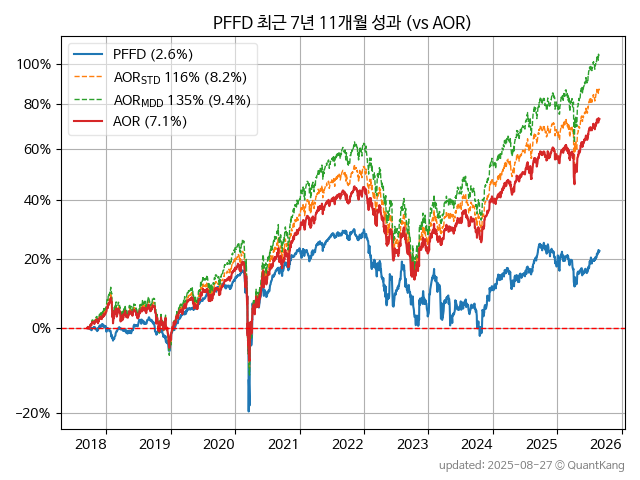 PFFD 최근 7년 11개월 성과 (vs AOR)
PFFD (2.6%)
AORSTD 116% (8.2%)
AORMDD 135% (9.4%)
AOR (7.1%)
100%
80%
60%
40%
20%
0%
−20%
2018 2019 2020 2021 2022 2023 2024 2025 2026
updated: 2025-08-27 © QuantKang